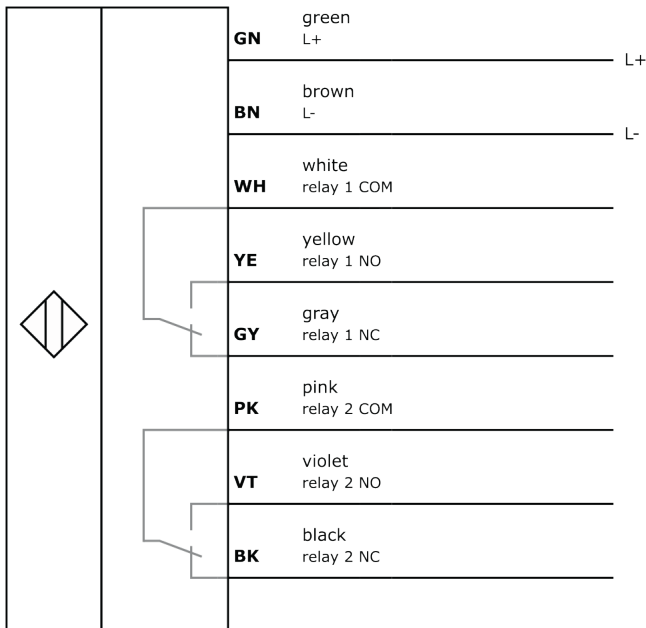 green
GN L+
L+
brown
BN L-
L-
white
WH relay 1 COM
yellow
YE relay 1 NO
gray
GY relay 1 NC
pink
PK relay 2 COM
violet
VT relay 2 NO
black
BK relay 2 NC